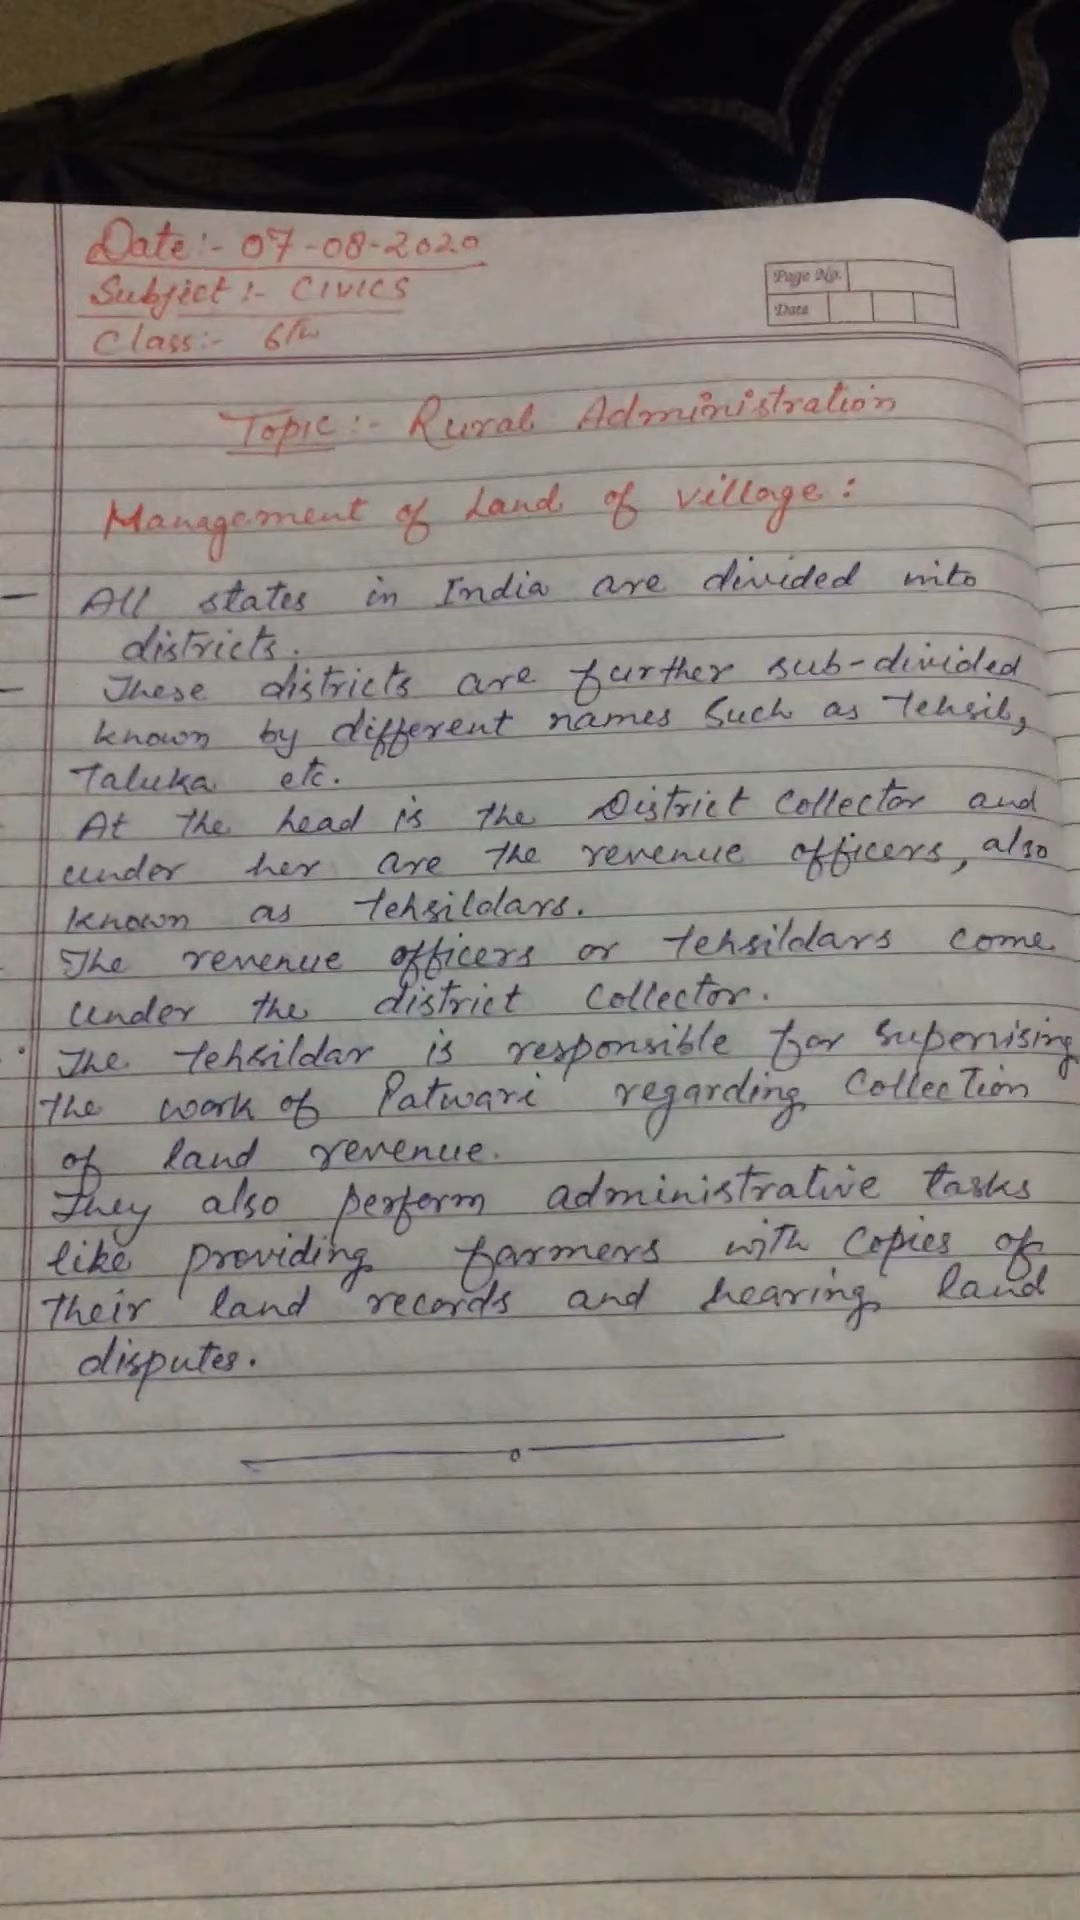 Date:- 07-08-2020
Subject :- CIVICS
Class:- 6th
Page No.
Date
Topic :- Rural Administration
Management of Land of village :
- All states in India are divided into
districts.
- These districts are further sub-divided
known by different names such as Tehsil,
Taluka etc.
At the head is the District Collector and
under her are the revenue officers, also
known as tehsildars.
The revenue officers or tehsildars come
under the district Collector.
The tehsildar is responsible for supervising
the work of Patwari regarding Collection
of land revenue.
They also perform administrative tasks
like providing farmers with copies of
their land records and hearing land
disputes.